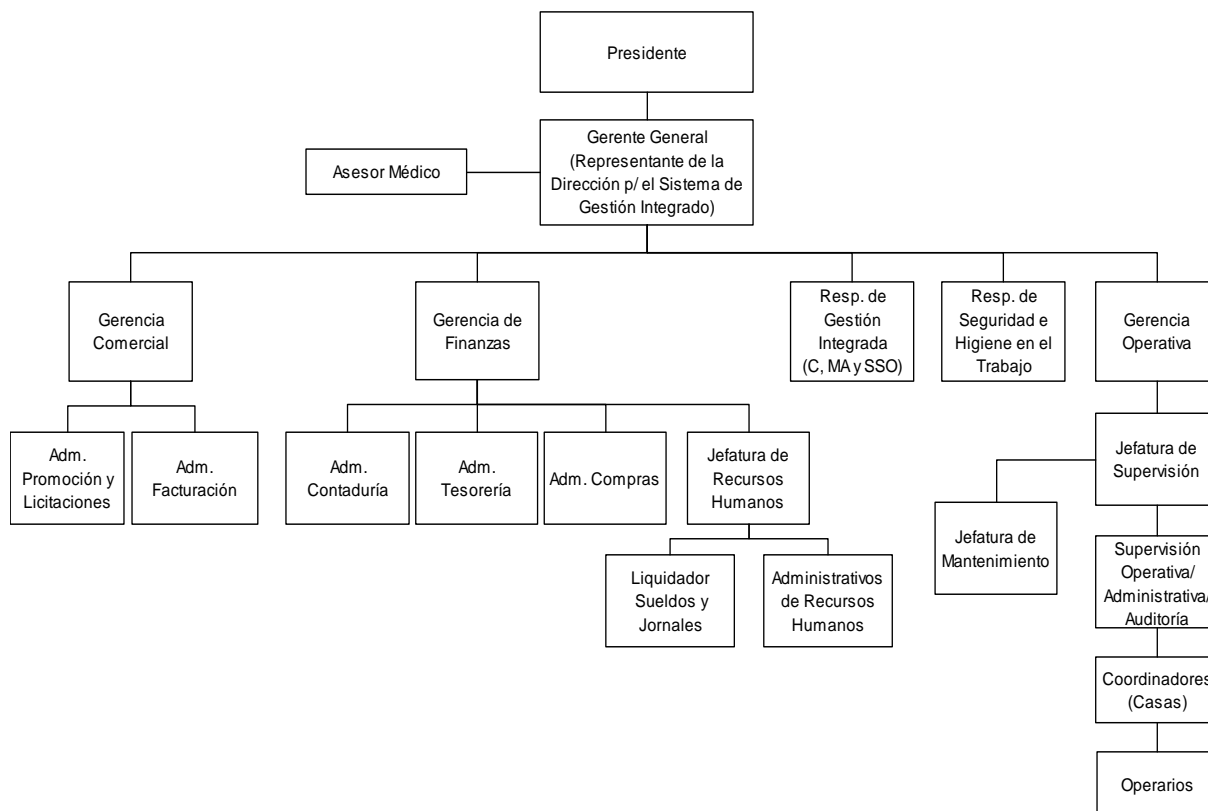 Presidente
Gerente General
(Representante de la
Dirección p/ el Sistema de
Gestión Integrado)
Asesor Médico
Gerencia
Comercial
Gerencia de
Finanzas
Resp. de
Gestión
Integrada
(C, MA y SSO)
Resp. de
Seguridad e
Higiene en el
Trabajo
Gerencia
Operativa
Adm.
Promoción y
Licitaciones
Adm.
Facturación
Adm.
Contaduría
Adm.
Tesorería
Adm. Compras
Jefatura de
Recursos
Humanos
Jefatura de
Supervisión
Jefatura de
Mantenimiento
Liquidador
Sueldos y
Jornales
Administrativos
de Recursos
Humanos
Supervisión
Operativa/
Administrativa/
Auditoría
Coordinadores
(Casas)
Operarios